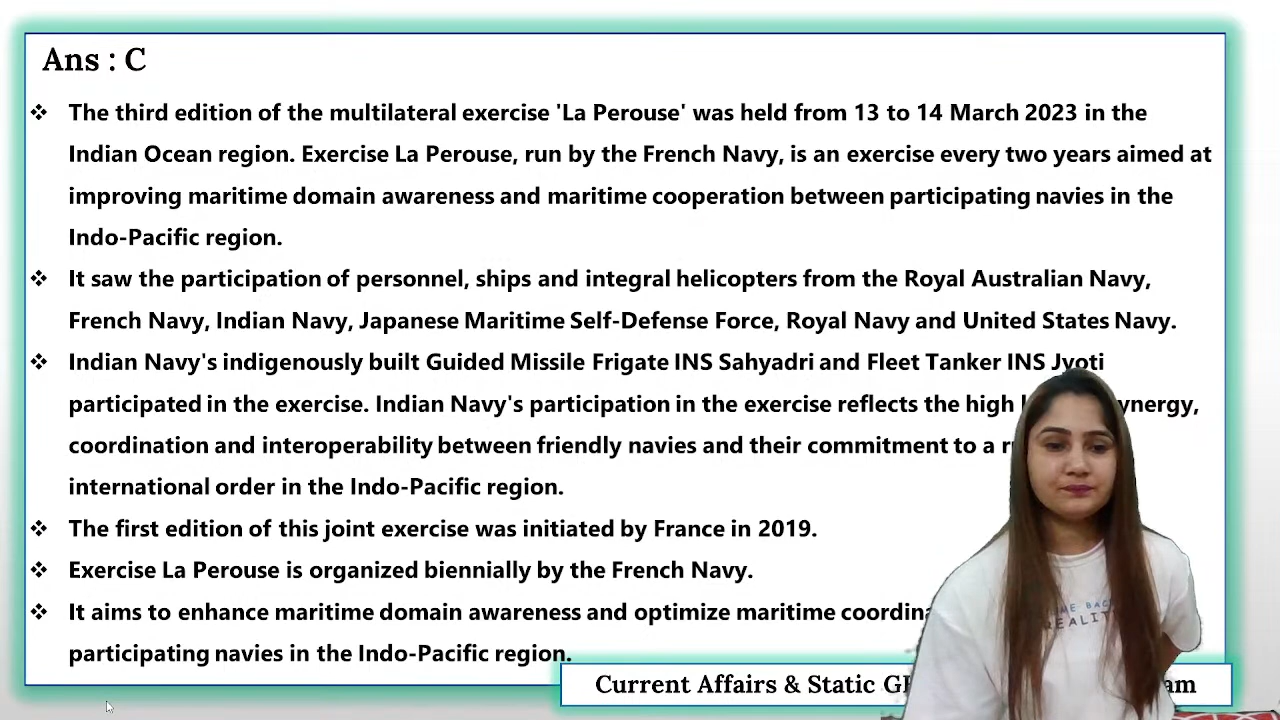 Ans : C
❖ The third edition of the multilateral exercise 'La Perouse' was held from 13 to 14 March 2023 in the
Indian Ocean region. Exercise La Perouse, run by the French Navy, is an exercise every two years aimed at
improving maritime domain awareness and maritime cooperation between participating navies in the
Indo-Pacific region.
❖ It saw the participation of personnel, ships and integral helicopters from the Royal Australian Navy,
French Navy, Indian Navy, Japanese Maritime Self-Defense Force, Royal Navy and United States Navy.
❖ Indian Navy's indigenously built Guided Missile Frigate INS Sahyadri and Fleet Tanker INS Jyoti
participated in the exercise. Indian Navy's participation in the exercise reflects the high
coordination and interoperability between friendly navies and their commitment to a
international order in the Indo-Pacific region.
❖ The first edition of this joint exercise was initiated by France in 2019.
❖ Exercise La Perouse is organized biennially by the French Navy.
❖ It aims to enhance maritime domain awareness and optimize maritime
participating navies in the Indo-Pacific region.
REALITY
Current Affairs & Static